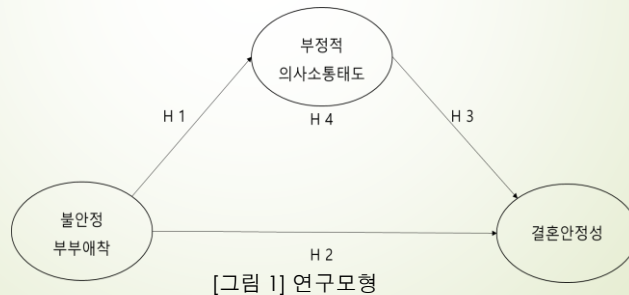 부정적
의사소통태도
H 1
H 4
H 3
불안정
부부애착
결혼안정성
H 2
[그림 1] 연구모형